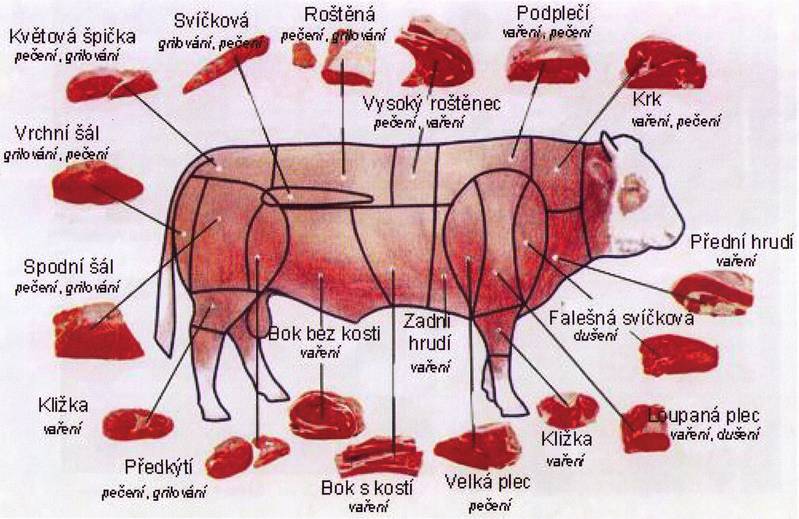 Květová špička
pečení, grilování
Svíčková
grilování, pečení
Roštěná
pečení, grilování
Podplečí
vaření, pečení
Vysoký roštěnec
pečení, vaření
Krk
vaření, pečení
Vrchní šál
grilování, pečení
Spodní šál
pečení, grilování
Přední hrudí
vaření
Falešná svíčkova
dušení
Bok bez kosti
vaření
Zadní
hrudí
vaření
Kližka
vaření
Loupaná plec
vaření, dušení
Kližka
vaření
Předkýtí
pečení, grilování
Bok s kostí
vaření
Velká plec
pečení